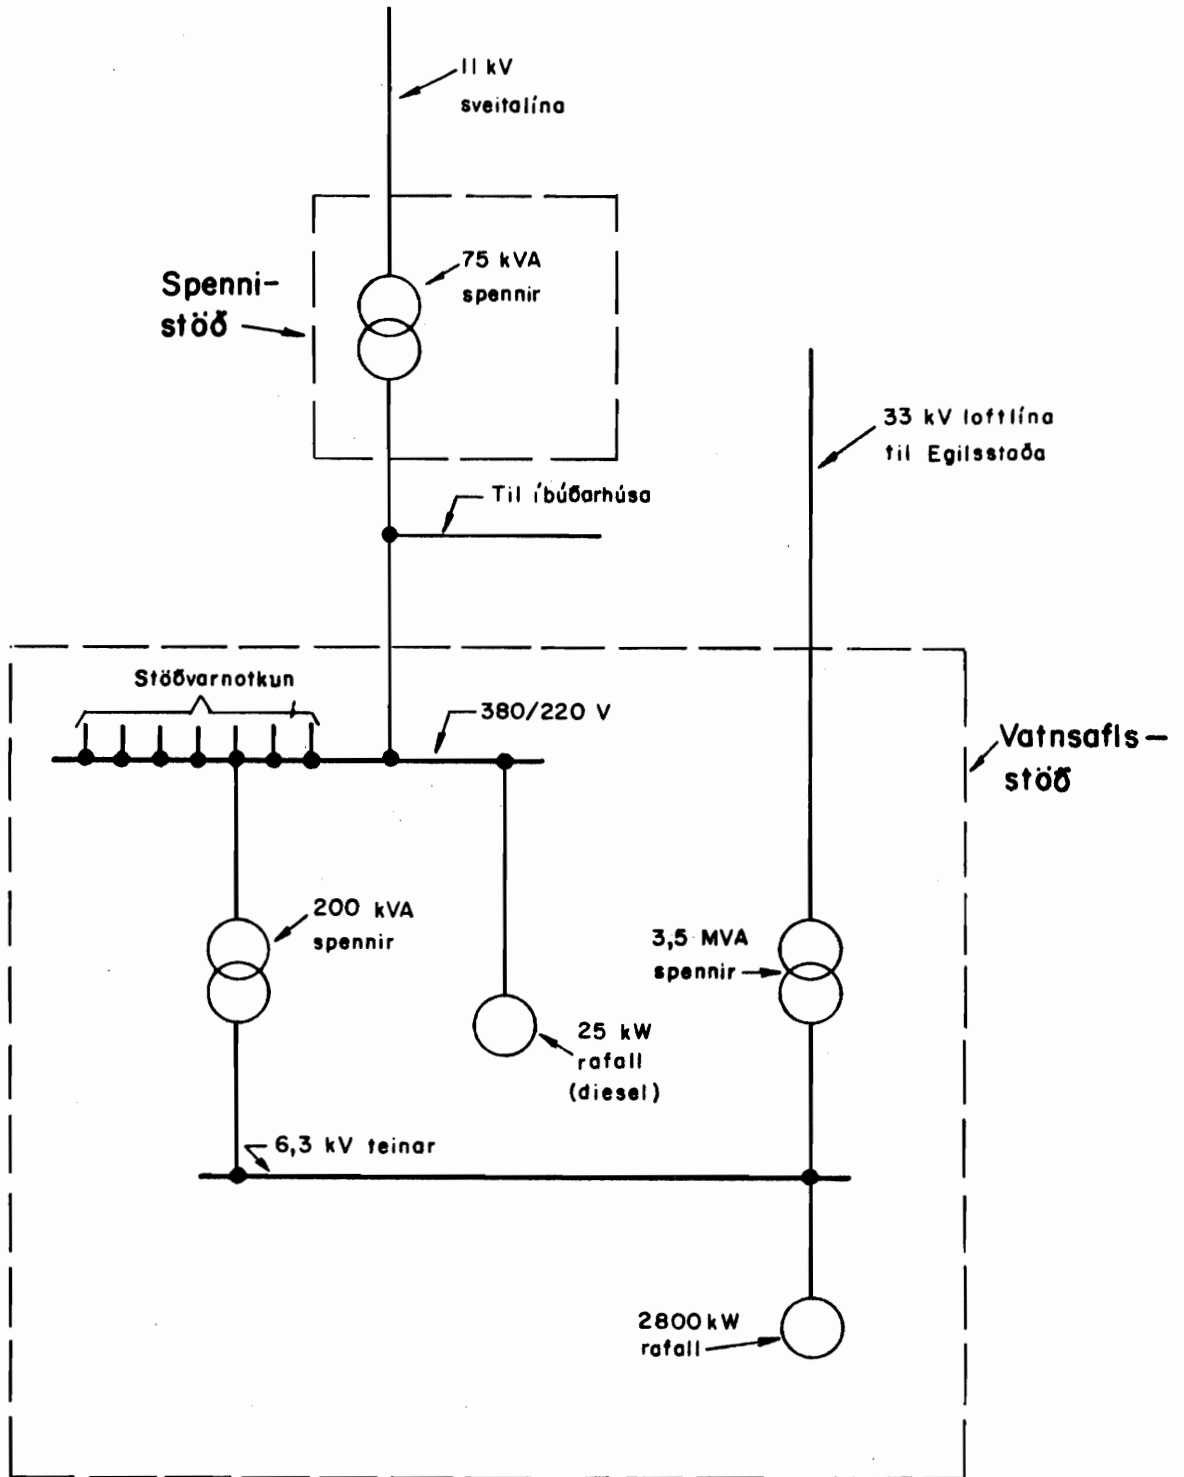 11 kV
sveitalína
75 kVA
spennir
Spenni-
stöð
33 kV loftlína
til Egilsstaða
Til íbúðarhúsa
Stöðvarnotkun
380/220 V
Vatnsafls-
stöð
200 kVA
spennir
3,5 MVA
spennir
25 kW
rafall
(diesel)
6,3 kV teinar
2800 kW
rafall